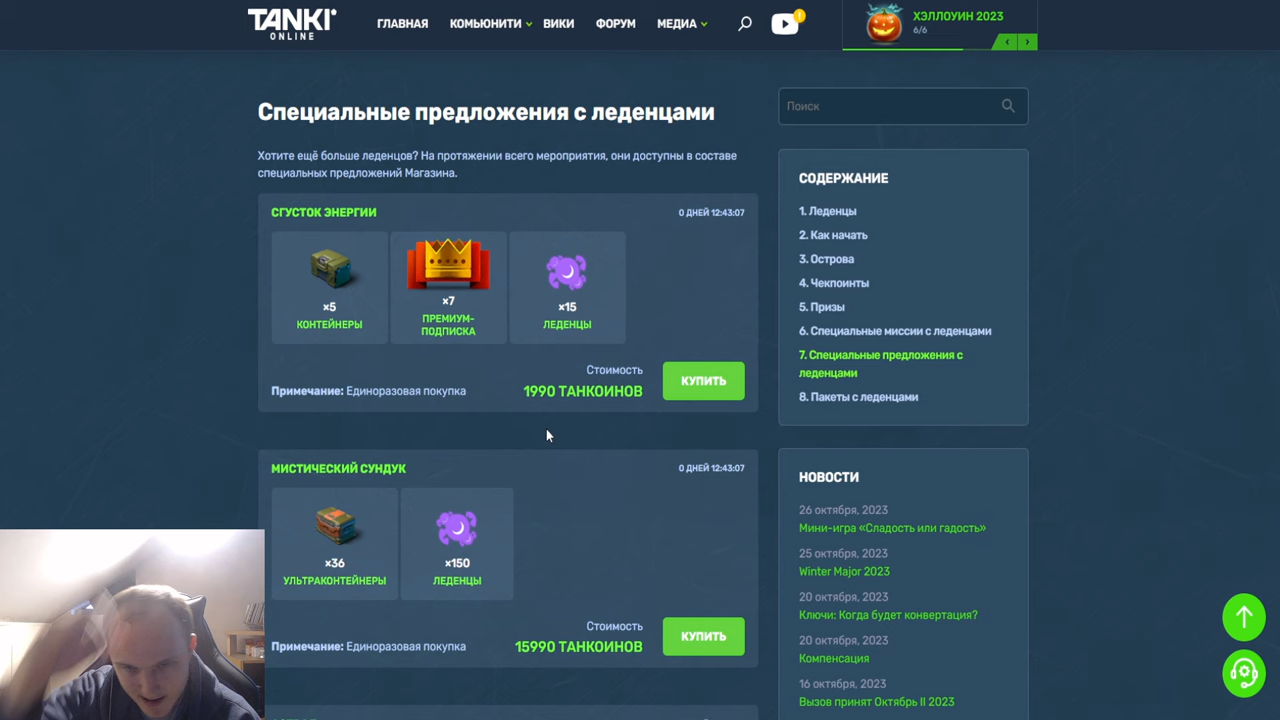 TANKI
ONLINE
ГЛАВНАЯ
КОМЬЮНИТИ
ВИКИ
ФОРУМ
МЕДИА
ХЭЛЛОУИН 2023
6/6
Специальные предложения с леденцами
Хотите ещё больше леденцов? На протяжении всего мероприятия, они доступны в составе
специальных предложений Магазина.
СГУСТОК ЭНЕРГИИ
0 ДНЕЙ 12:43:07
×5
КОНТЕЙНЕРЫ
×7
ПРЕМИУМ-
ПОДПИСКА
×15
ЛЕДЕНЦЫ
Примечание: Единоразовая покупка
Стоимость
1990 ТАНКОИНОВ
КУПИТЬ
МИСТИЧЕСКИЙ СУНДУК
0 ДНЕЙ 12:43:07
×36
УЛЬТРАКОНТЕЙНЕРЫ
×150
ЛЕДЕНЦЫ
Примечание: Единоразовая покупка
Стоимость
15990 ТАНКОИНОВ
КУПИТЬ
Поиск
СОДЕРЖАНИЕ
1. Леденцы
2. Как начать
3. Острова
4. Чекпоинты
5. Призы
6. Специальные миссии с леденцами
7. Специальные предложения с
леденцами
8. Пакеты с леденцами
НОВОСТИ
26 октября, 2023
Мини-игра «Сладость или гадость»
25 октября, 2023
Winter Major 2023
20 октября, 2023
Ключи: Когда будет конвертация?
20 октября, 2023
Компенсация
16 октября, 2023
Вызов принят Октябрь II 2023